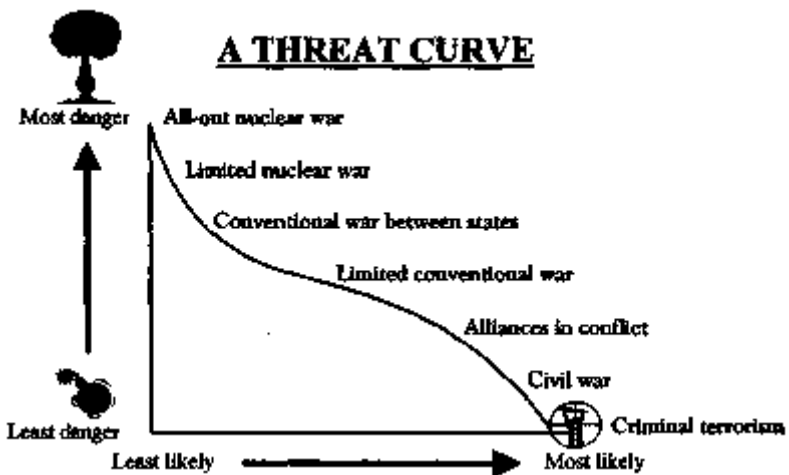 A THREAT CURVE
Most danger
All-out nuclear war
Limited nuclear war
Conventional war between states
Limited conventional war
Alliances in conflict
Civil war
Least danger
Criminal terrorism
Least likely
Most likely